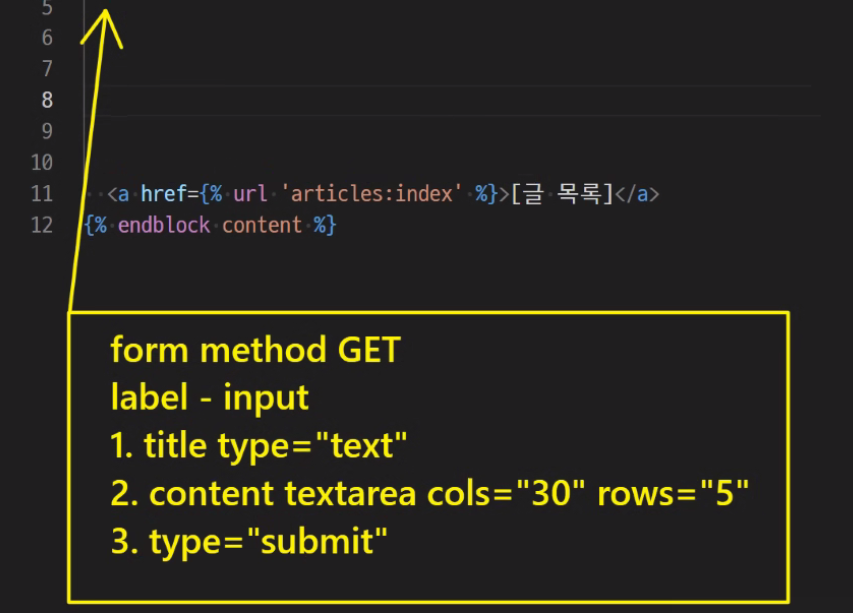 5
6
7
8
9
10
11 <a href={% url 'articles:index' %}>[글 목록]</a>
12 {% endblock content %}
form method GET
label - input
1. title type="text"
2. content textarea cols="30" rows="5"
3. type="submit"